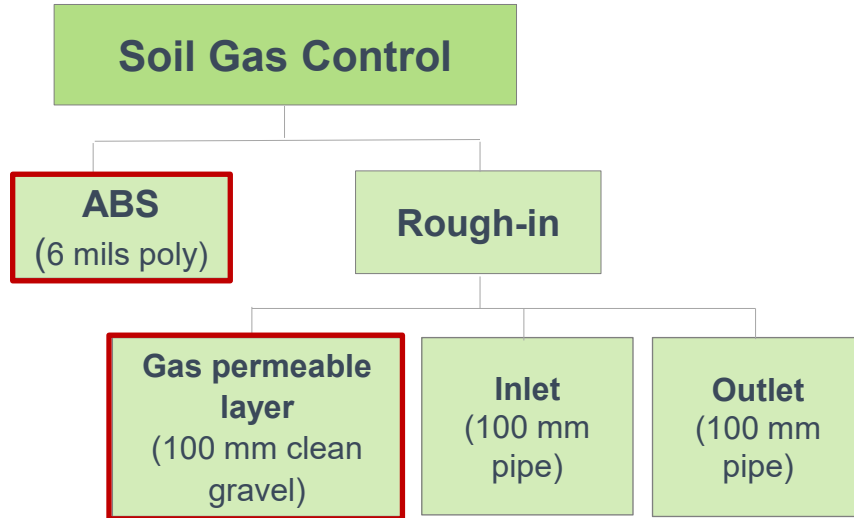 Soil Gas Control
ABS
(6 mils poly)
Rough-in
Gas permeable
layer
(100 mm clean
gravel)
Inlet
(100 mm
pipe)
Outlet
(100 mm
pipe)